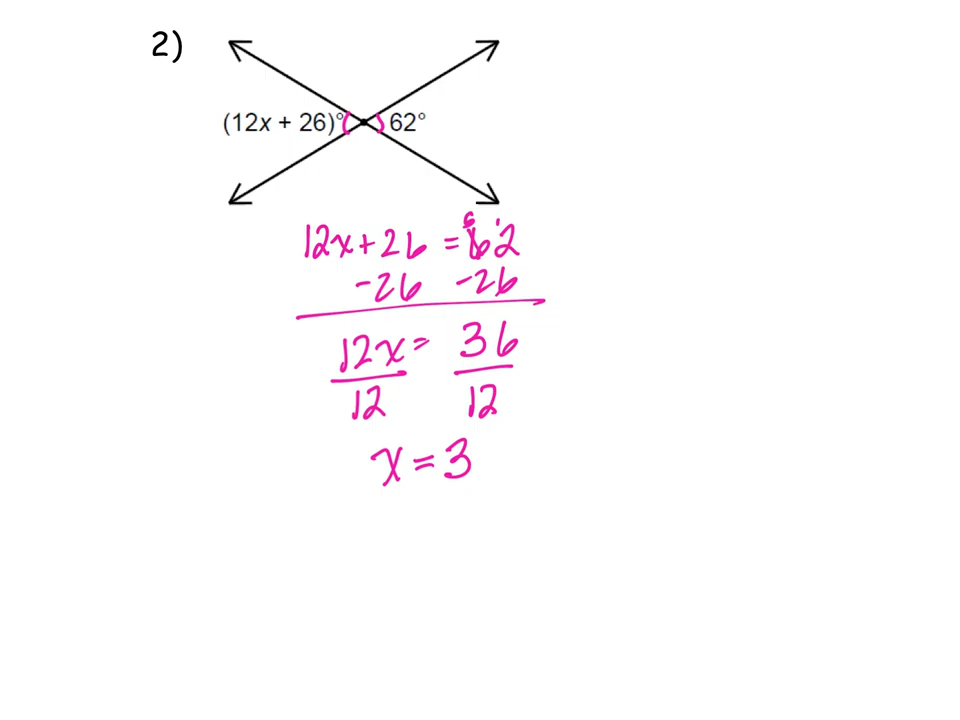 2)
(12x + 26)° 62°
12x + 26 = 62
-26 -26
12x = 36
12 12
x = 3